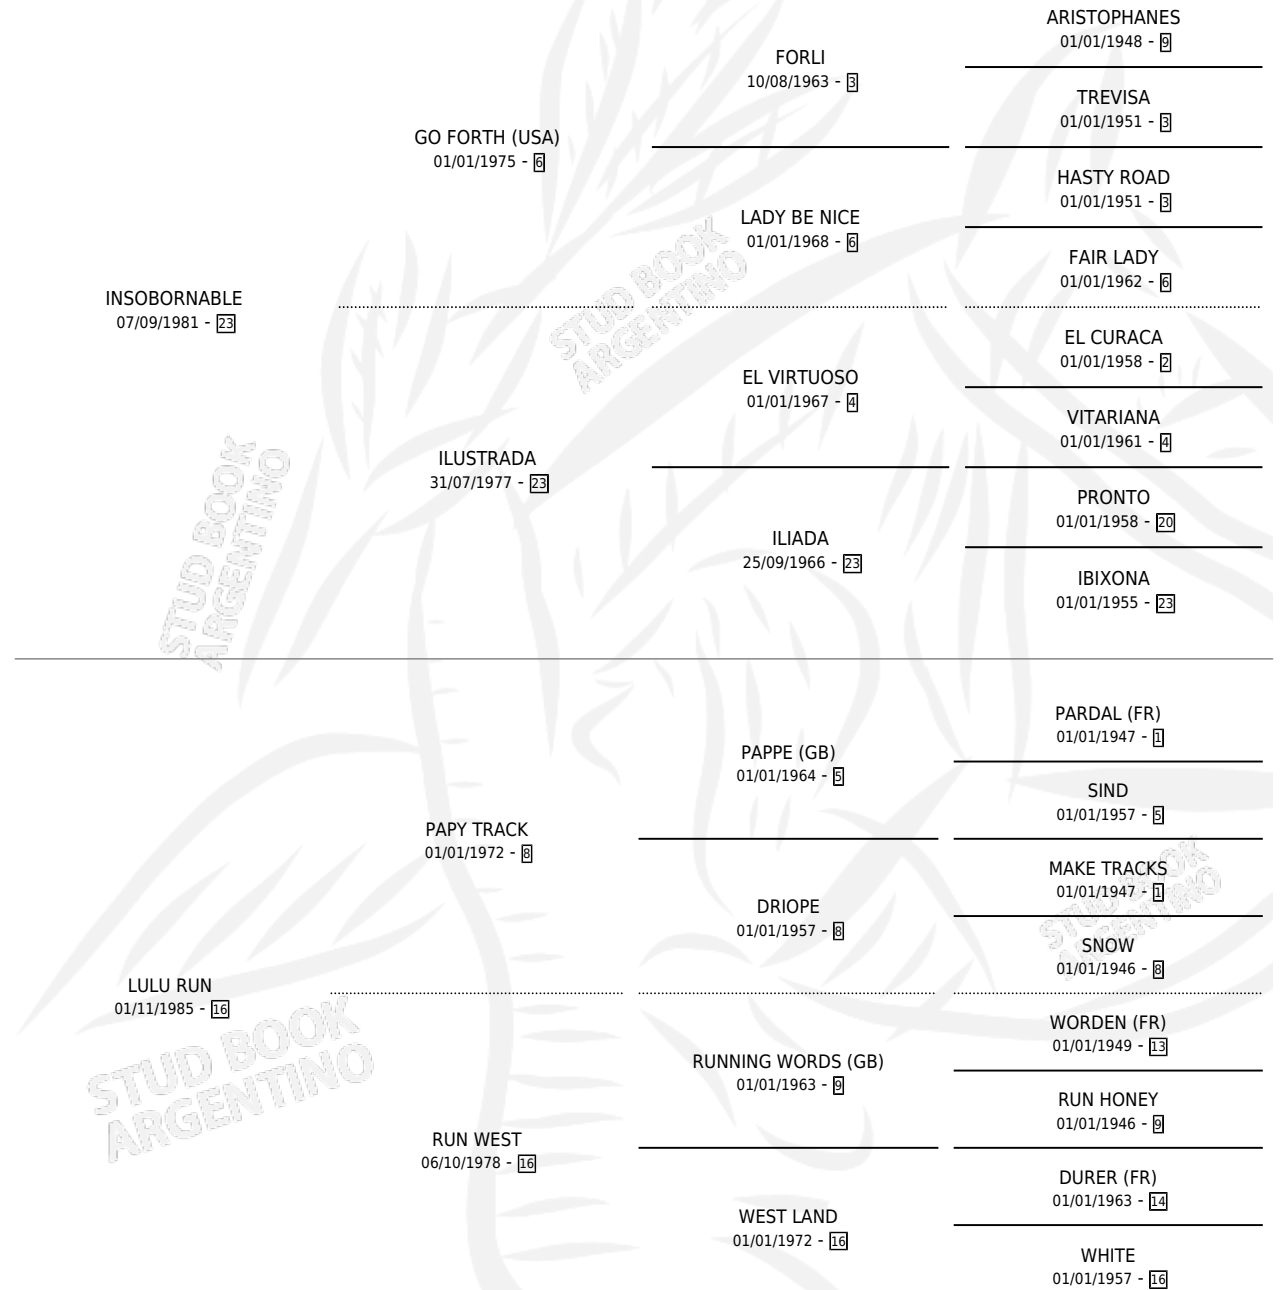 ARISTOPHANES
01/01/1948 - 9
FORLI
10/08/1963 - 3
TREVISA
01/01/1951 - 3
GO FORTH (USA)
01/01/1975 - 6
HASTY ROAD
01/01/1951 - 3
LADY BE NICE
01/01/1968 - 6
FAIR LADY
01/01/1962 - 6
INSOBORNABLE
07/09/1981 - 23
EL CURACA
01/01/1958 - 2
EL VIRTUOSO
01/01/1967 - 4
VITARIANA
01/01/1961 - 4
ILUSTRADA
31/07/1977 - 23
PRONTO
01/01/1958 - 20
ILIADA
25/09/1966 - 23
IBIXONA
01/01/1955 - 23
PARDAL (FR)
01/01/1947 - 1
PAPPE (GB)
01/01/1964 - 5
SIND
01/01/1957 - 5
PAPY TRACK
01/01/1972 - 8
MAKE TRACKS
01/01/1947 - 1
DRIOPE
01/01/1957 - 8
SNOW
01/01/1946 - 8
LULU RUN
01/11/1985 - 16
WORDEN (FR)
01/01/1949 - 13
RUNNING WORDS (GB)
01/01/1963 - 9
RUN HONEY
01/01/1946 - 9
RUN WEST
06/10/1978 - 16
DURER (FR)
01/01/1963 - 14
WEST LAND
01/01/1972 - 16
WHITE
01/01/1957 - 16
STUD BOOK
ARGENTINO
STUD BOOK
ARGENTINO
STUD BOOK
ARGENTINO
STUD BOOK
ARGENTINO